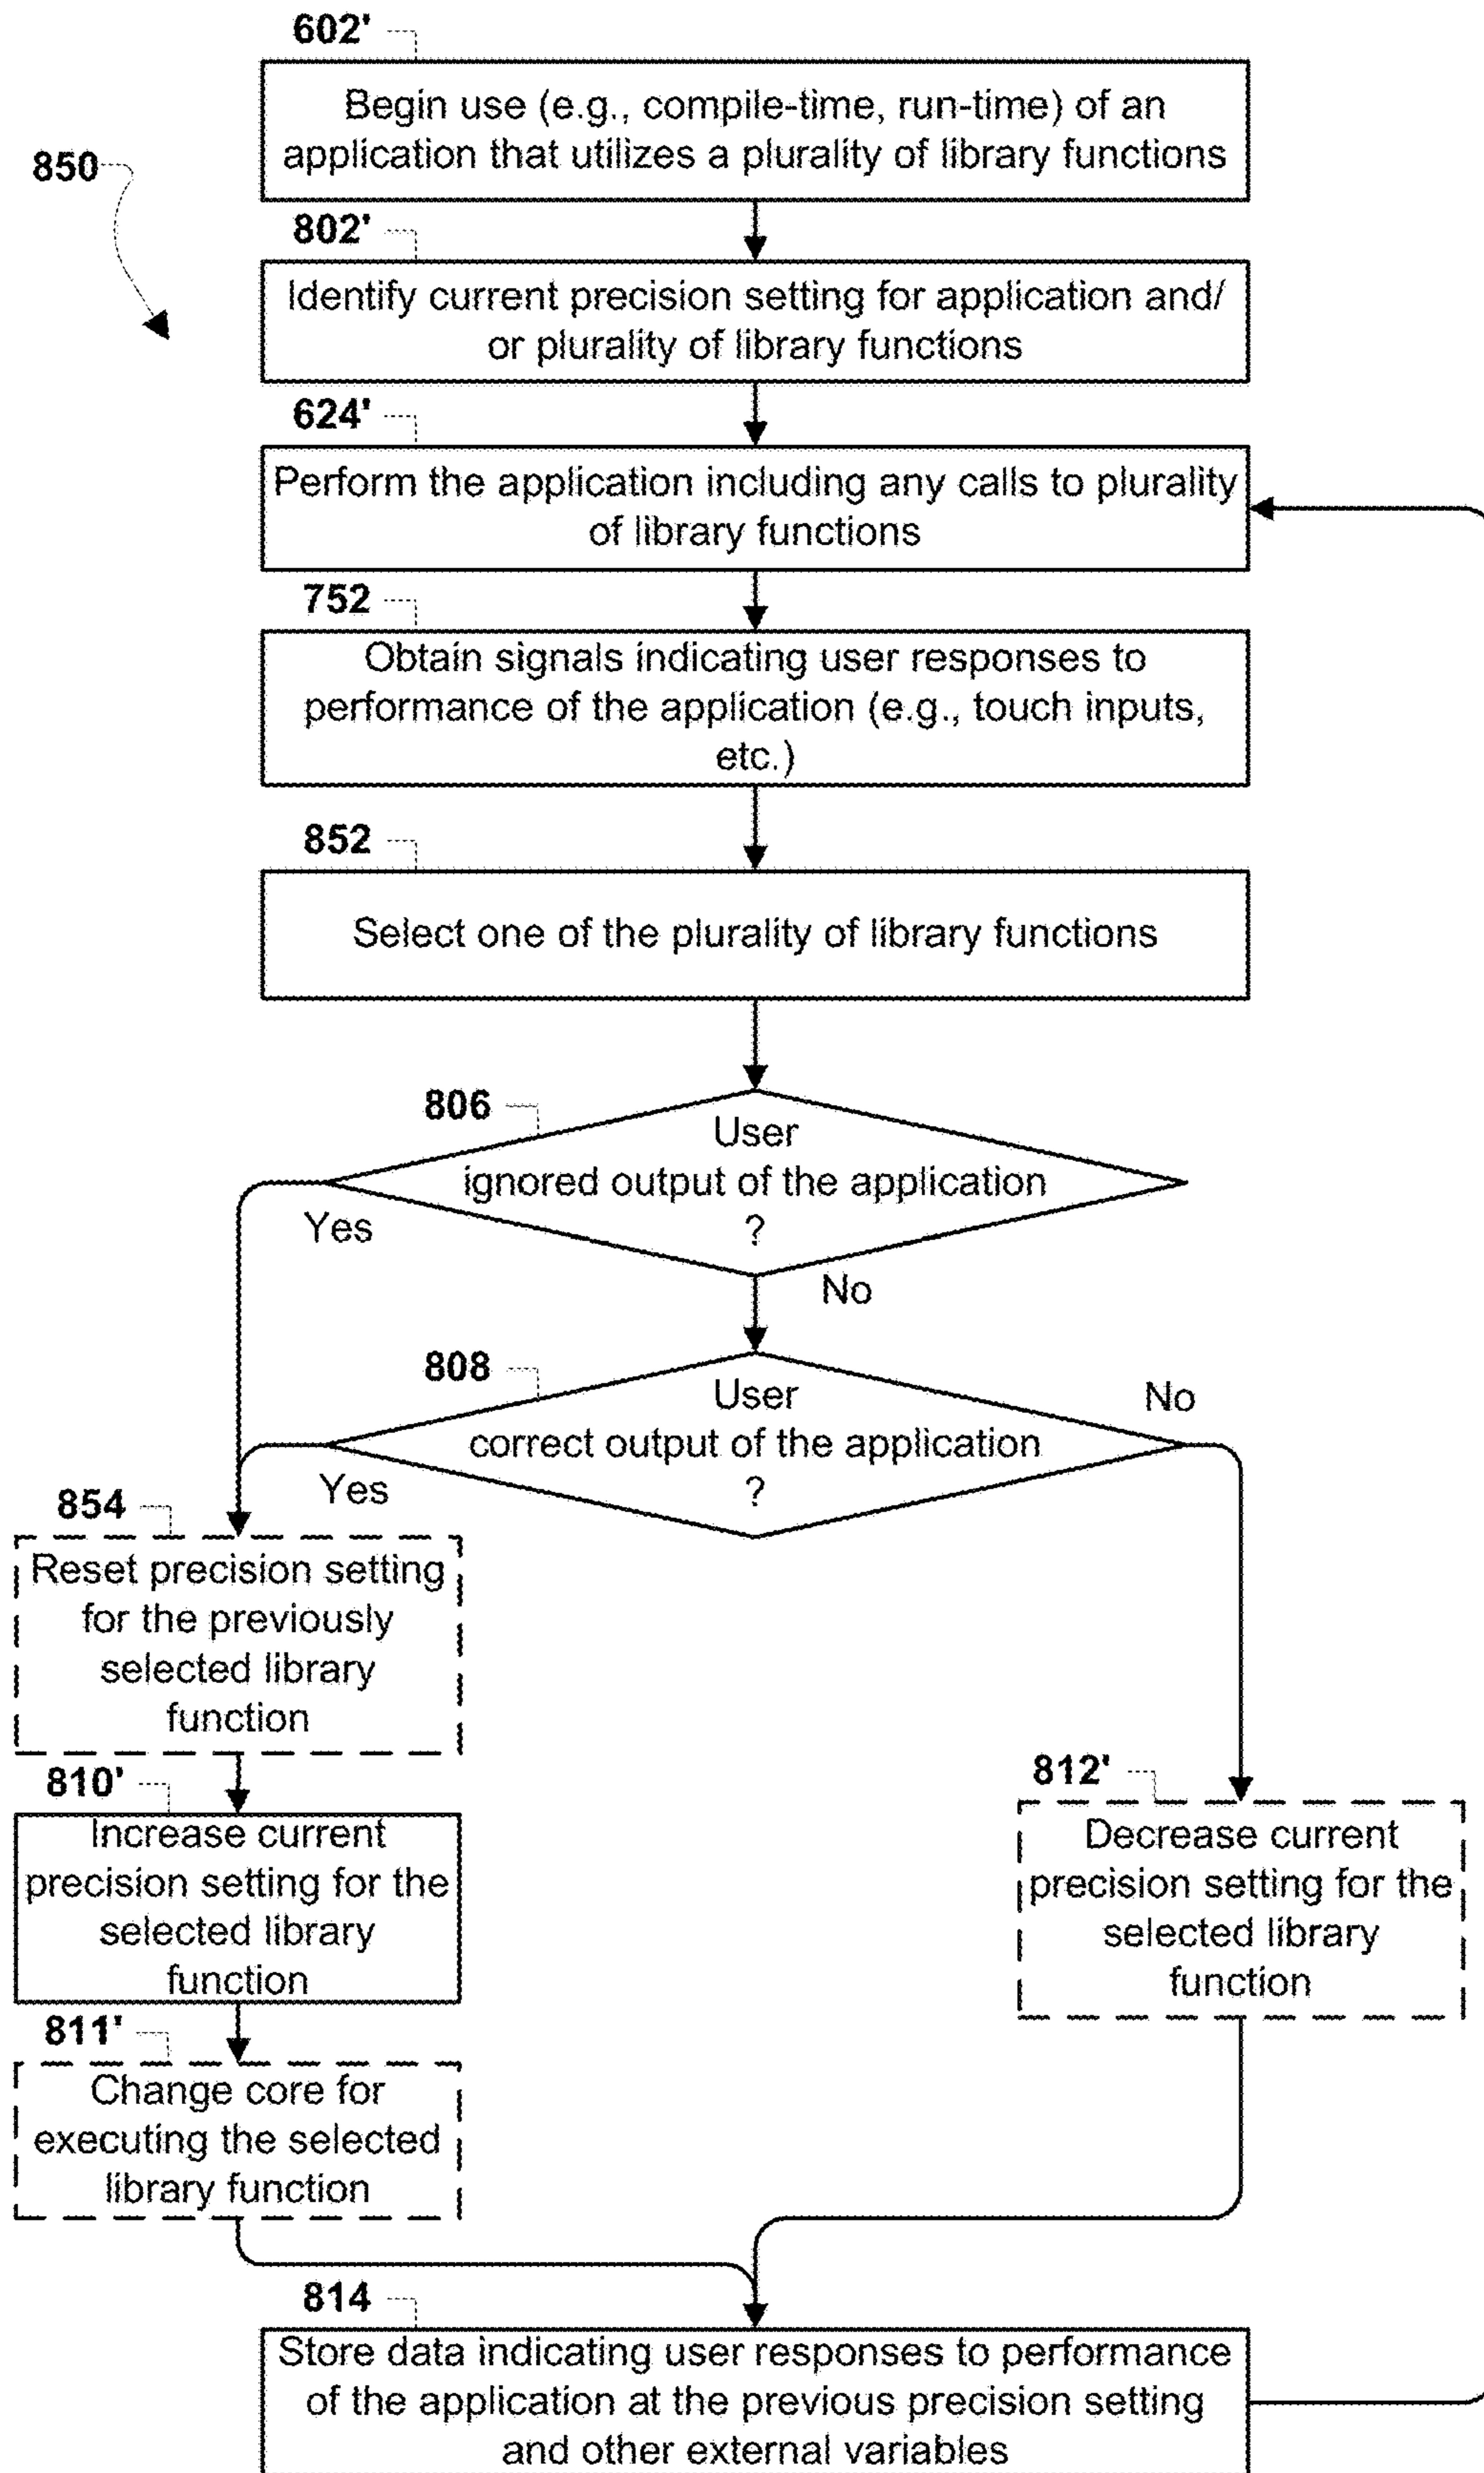 602'
Begin use (e.g., compile-time, run-time) of an
application that utilizes a plurality of library functions
850
802'
Identify current precision setting for application and/
or plurality of library functions
624'
Perform the application including any calls to plurality
of library functions
752
Obtain signals indicating user responses to
performance of the application (e.g., touch inputs,
etc.)
852
Select one of the plurality of library functions
806
User
ignored output of the application
?
Yes
No
808
User
correct output of the application
?
No
Yes
854
Reset precision setting
for the previously
selected library
function
810'
Increase current
precision setting for the
selected library
function
812'
Decrease current
precision setting for the
selected library
function
811'
Change core for
executing the selected
library function
814
Store data indicating user responses to performance
of the application at the previous precision setting
and other external variables